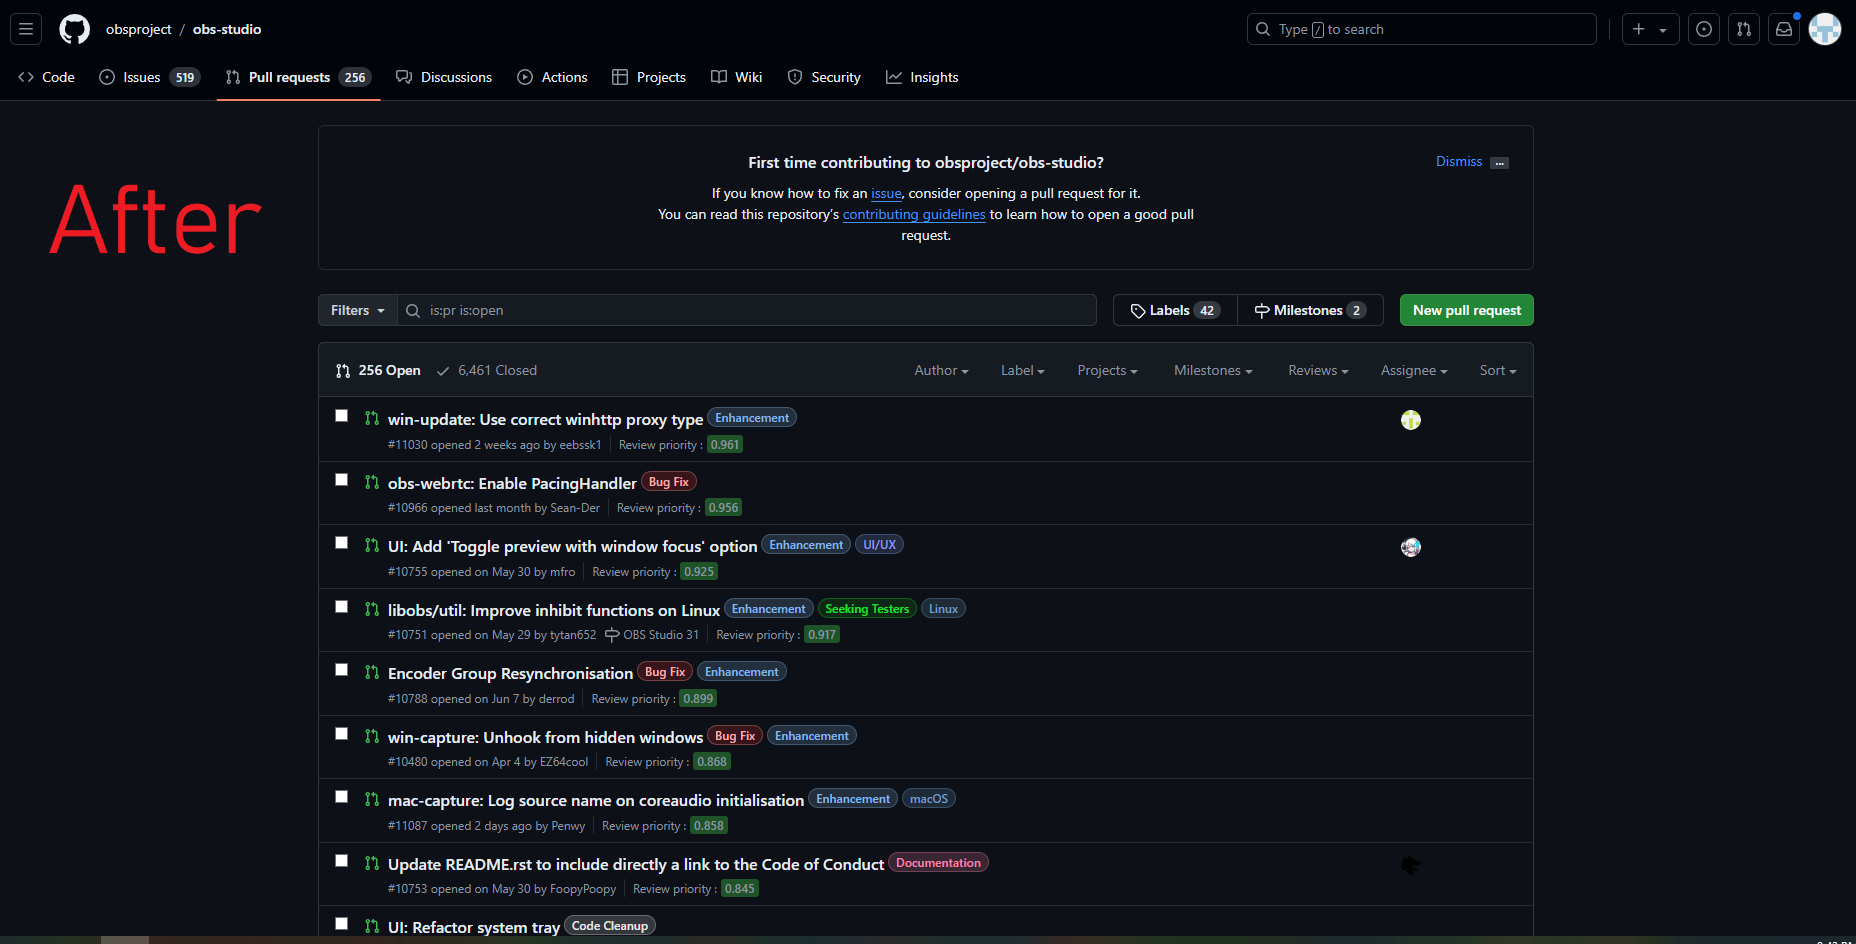 obsproject / obs-studio
Type / to search
Code Issues 519 Pull requests 256 Discussions Actions Projects Wiki Security Insights
After
First time contributing to obsproject/obs-studio?
Dismiss ...
If you know how to fix an issue, consider opening a pull request for it.
You can read this repository's contributing guidelines to learn how to open a good pull
request.
Filters is:pr is:open Labels 42 Milestones 2 New pull request
256 Open 6,461 Closed Author Label Projects Milestones Reviews Assignee Sort
win-update: Use correct winhttp proxy type Enhancement
#11030 opened 2 weeks ago by eebssk1 Review priority : 0.961
obs-webrtc: Enable PacingHandler Bug Fix
#10966 opened last month by Sean-Der Review priority : 0.956
UI: Add 'Toggle preview with window focus' option Enhancement UI/UX
#10755 opened on May 30 by mfro Review priority : 0.925
libobs/util: Improve inhibit functions on Linux Enhancement Seeking Testers Linux
#10751 opened on May 29 by tytan652 OBS Studio 31 Review priority : 0.917
Encoder Group Resynchronisation Bug Fix Enhancement
#10788 opened on Jun 7 by derrod Review priority : 0.899
win-capture: Unhook from hidden windows Bug Fix Enhancement
#10480 opened on Apr 4 by EZ64cool Review priority : 0.868
mac-capture: Log source name on coreaudio initialisation Enhancement macOS
#11087 opened 2 days ago by Penwy Review priority : 0.858
Update README.rst to include directly a link to the Code of Conduct Documentation
#10753 opened on May 30 by FoopyPoopy Review priority : 0.845
UI: Refactor system tray Code Cleanup